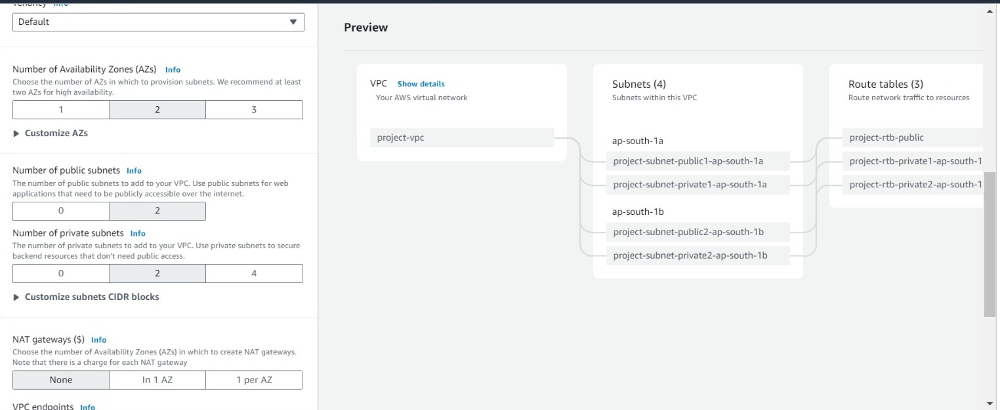 Tenancy Info
Default
Number of Availability Zones (AZs) Info
Choose the number of AZs in which to provision subnets. We recommend at least
two AZs for high availability.
1 2 3
Customize AZs
Number of public subnets Info
The number of public subnets to add to your VPC. Use public subnets for web
applications that need to be publicly accessible over the internet.
0 2
Number of private subnets Info
The number of private subnets to add to your VPC. Use private subnets to secure
backend resources that don't need public access.
0 2 4
Customize subnets CIDR blocks
NAT gateways ($) Info
Choose the number of Availability Zones (AZs) in which to create NAT gateways.
Note that there is a charge for each NAT gateway
None In 1 AZ 1 per AZ
VPC endpoints Info
Preview
VPC Show details
Your AWS virtual network
project-vpc
Subnets (4)
Subnets within this VPC
ap-south-1a
project-subnet-public1-ap-south-1a
project-subnet-private1-ap-south-1a
ap-south-1b
project-subnet-public2-ap-south-1b
project-subnet-private2-ap-south-1b
Route tables (3)
Route network traffic to resources
project-rtb-public
project-rtb-private1-ap-south-1
project-rtb-private2-ap-south-1